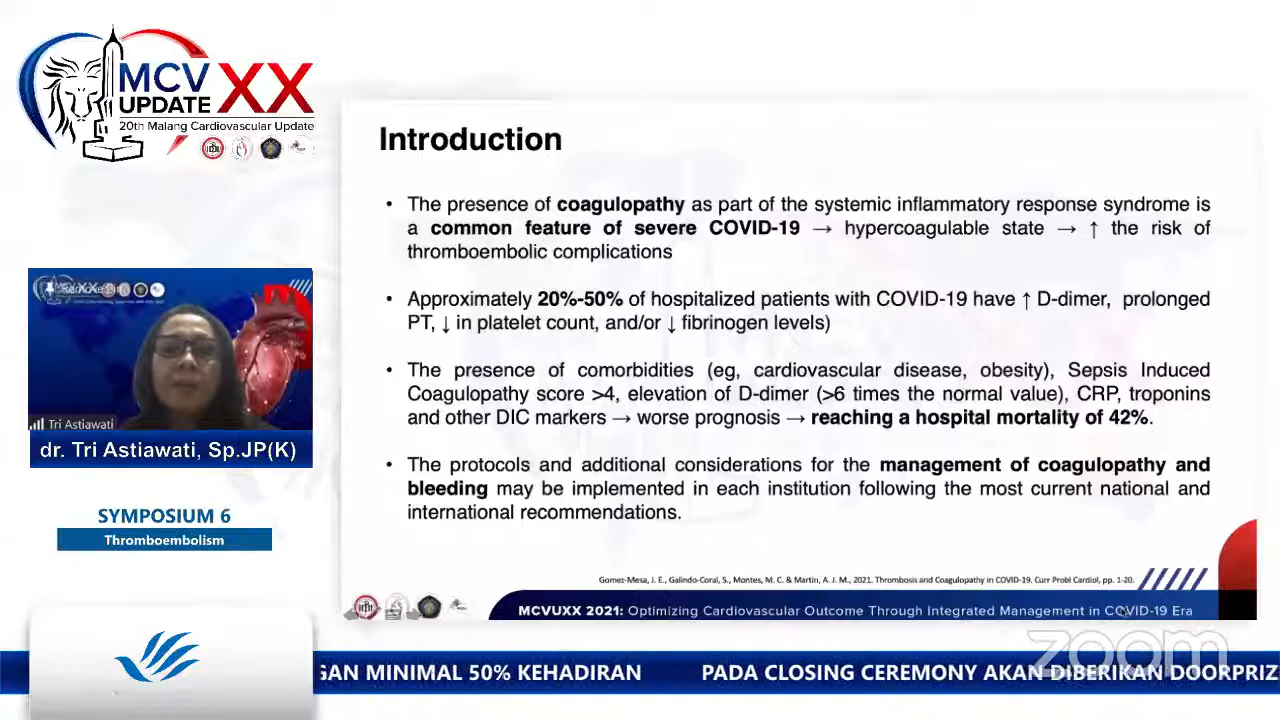 MCV
UPDATE
XX
20th Malang Cardiovascular Update
Introduction
• The presence of coagulopathy as part of the systemic inflammatory response syndrome is
a common feature of severe COVID-19 → hypercoagulable state → ↑ the risk of
thromboembolic complications
• Approximately 20%-50% of hospitalized patients with COVID-19 have ↑ D-dimer, prolonged
PT, ↓ in platelet count, and/or ↓ fibrinogen levels)
• The presence of comorbidities (eg, cardiovascular disease, obesity), Sepsis Induced
Coagulopathy score >4, elevation of D-dimer (>6 times the normal value), CRP, troponins
and other DIC markers → worse prognosis → reaching a hospital mortality of 42%.
• The protocols and additional considerations for the management of coagulopathy and
bleeding may be implemented in each institution following the most current national and
international recommendations.
Gomez-Mesa, J. E., Galindo-Coral, S., Montes, M. C. & Martin, A. J. M., 2021. Thrombosis and Coagulopathy in COVID-19. Curr Probl Cardiol, pp. 1-20.
MCVUXX 2021: Optimizing Cardiovascular Outcome Through Integrated Management in COVID-19 Era
Tri Astiawati
dr. Tri Astiawati, Sp.JP(K)
SYMPOSIUM 6
Thromboembolism
zoom
GAN MINIMAL 50% KEHADIRAN PADA CLOSING CEREMONY AKAN DIBERIKAN DOORPRIZ